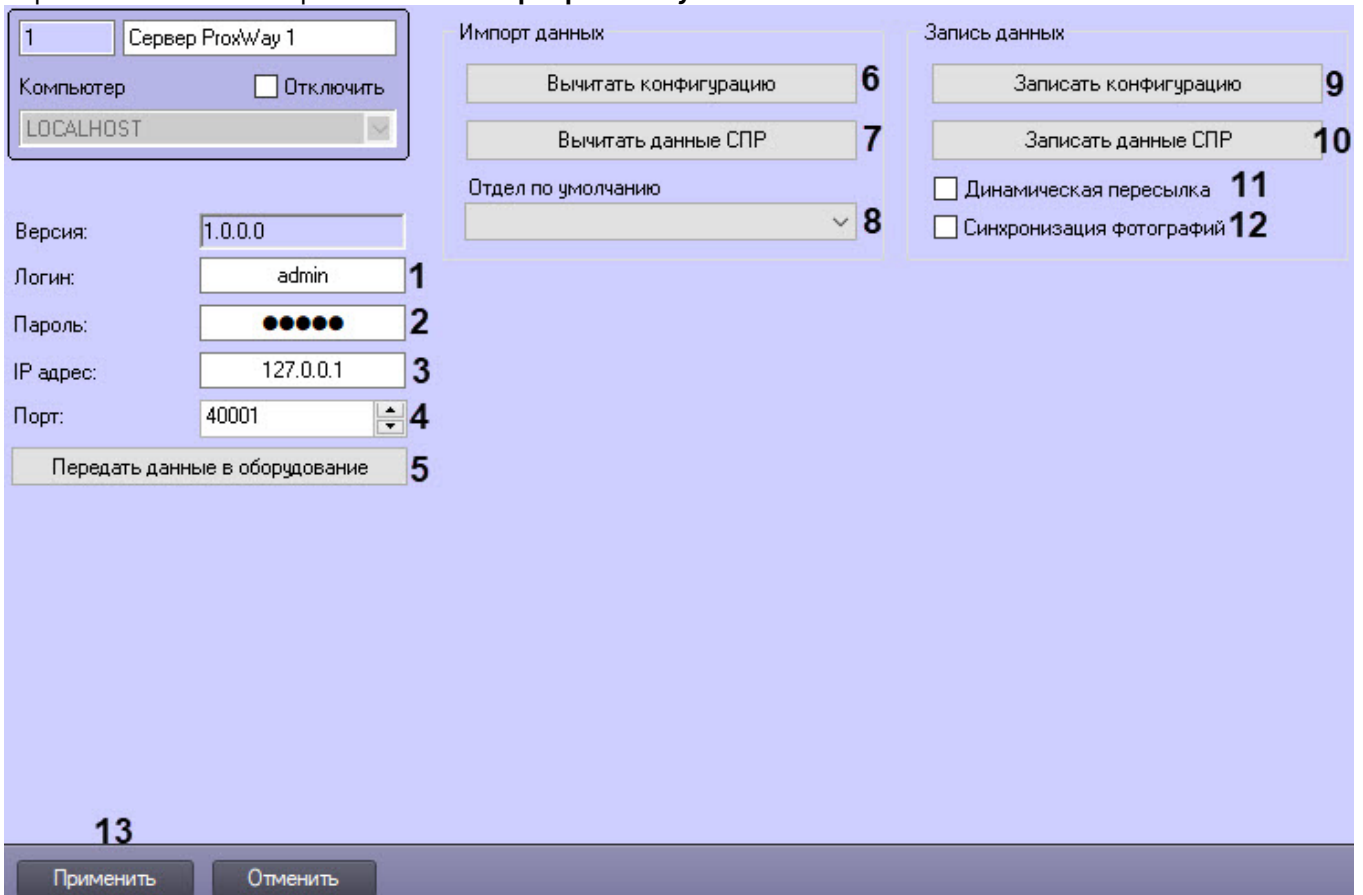 1 Сервер ProxWay 1
Компьютер Отключить
LOCALHOST
Версия: 1.0.0.0
Логин: admin 1
Пароль: ●●●●● 2
IP адрес: 127.0.0.1 3
Порт: 40001 4
Передать данные в оборудование 5
Импорт данных
Вычитать конфигурацию 6
Вычитать данные СПР 7
Отдел по умолчанию
8
Запись данных
Записать конфигурацию 9
Записать данные СПР 10
Динамическая пересылка 11
Синхронизация фотографий 12
13
Применить Отменить